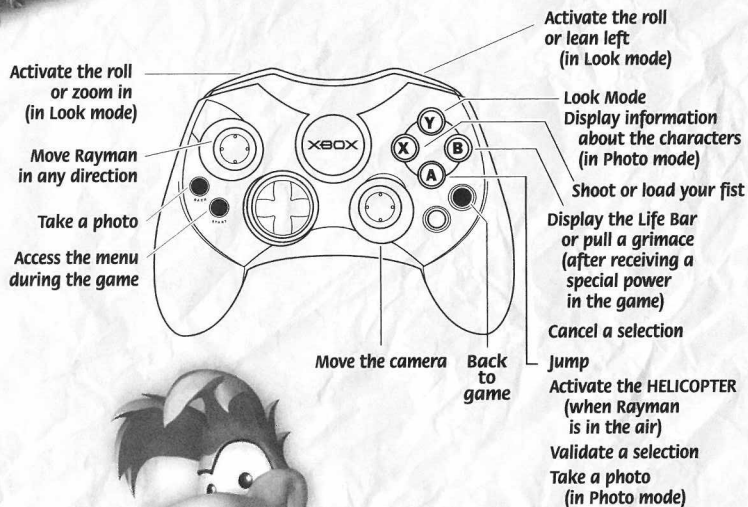 Activate the roll
or lean left
(in Look mode)
Activate the roll
or zoom in
(in Look mode)
Look Mode
Display information
about the characters
(in Photo mode)
Move Rayman
in any direction
Shoot or load your fist
Take a photo
Display the Life Bar
or pull a grimace
(after receiving a
special power
in the game)
Access the menu
during the game
Cancel a selection
Move the camera
Back
to
game
Jump
Activate the HELICOPTER
(when Rayman
is in the air)
Validate a selection
Take a photo
(in Photo mode)
XBOX
Y
X
B
A
BACK
START